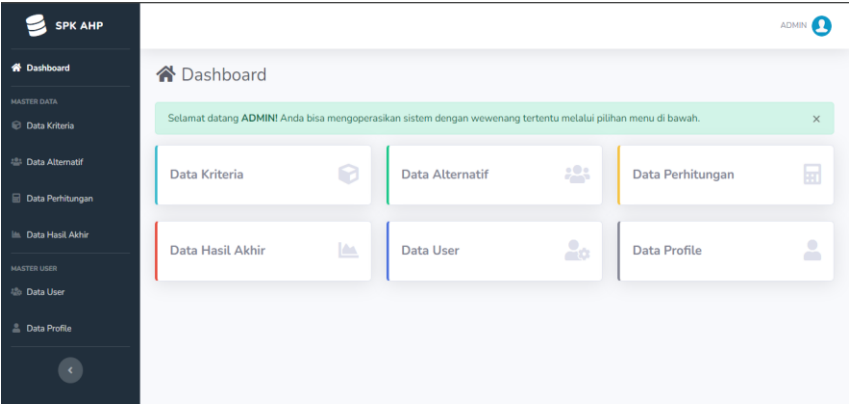 SPK AHP
ADMIN
Dashboard
MASTER DATA
Data Kriteria
Data Alternatif
Data Perhitungan
Data Hasil Akhir
MASTER USER
Data User
Data Profile
Dashboard
Selamat datang ADMIN! Anda bisa mengoperasikan sistem dengan wewenang tertentu melalui pilihan menu di bawah.
Data Kriteria
Data Alternatif
Data Perhitungan
Data Hasil Akhir
Data User
Data Profile